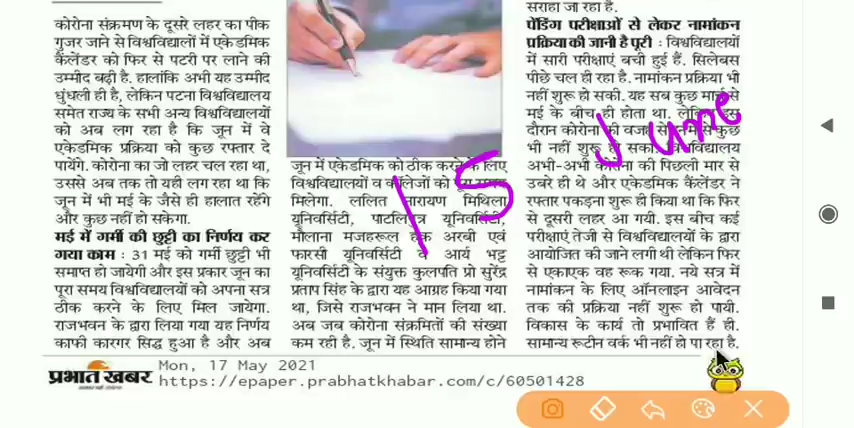 कोरोना संक्रमण के दूसरे लहर का पीक
गुजर जाने से विश्वविद्यालों में एकेडमिक
कैंलेंडर को फिर से पटरी पर लाने की
उम्मीद बढ़ी है. हालांकि अभी यह उम्मीद
धुंधली ही है, लेकिन पटना विश्वविद्यालय
समेत राज्य के सभी अन्य विश्वविद्यालयों
को अब लग रहा है कि जून में वे
एकेडमिक प्रक्रिया को कुछ रफ्तार दे
पायेंगे. कोरोना का जो लहर चल रहा था,
उससे अब तक तो यही लग रहा था कि
जून में भी मई के जैसे ही हालात रहेंगे
और कुछ नहीं हो सकेगा.
मई में गर्मी की छुट्टी का निर्णय कर
गया काम : 31 मई को गर्मी छुट्टी भी
समाप्त हो जायेगी और इस प्रकार जून का
पूरा समय विश्वविद्यालयों को अपना सत्र
ठीक करने के लिए मिल जायेगा.
राजभवन के द्वारा लिया गया यह निर्णय
काफी कारगर सिद्ध हुआ है और अब
जून में एकेडमिक को ठीक करने के लिए
विश्वविद्यालयों व कॉलेजों को पूरा समय
मिलेगा. ललित नारायण मिथिला
यूनिवर्सिटी, पाटलिपुत्र यूनिवर्सिटी,
मौलाना मजहरूल हक अरबी एवं
फारसी यूनिवर्सिटी व आर्य भट्ट
यूनिवर्सिटी के संयुक्त कुलपति प्रो सुरेंद्र
प्रताप सिंह के द्वारा यह आग्रह किया गया
था, जिसे राजभवन ने मान लिया था.
अब जब कोरोना संक्रमितों की संख्या
कम रही है. जून में स्थिति सामान्य होने
सराहा जा रहा है.
पेंडिंग परीक्षाओं से लेकर नामांकन
प्रक्रिया की जानी है पूरी : विश्वविद्यालयों
में सारी परीक्षाएं बची हुई हैं. सिलेबस
पीछे चल ही रहा है. नामांकन प्रक्रिया भी
नहीं शुरू हो सकी. यह सब कुछ मार्च से
मई के बीच ही होता था. लेकिन इस
दौरान कोरोना की वजह से इनमें से कुछ
भी नहीं शुरू हो सका. विश्वविद्यालय
अभी-अभी कोरोना की पिछली मार से
उबरे ही थे और एकेडमिक कैंलेंडर ने
रफ्तार पकड़ना शुरू ही किया था कि फिर
से दूसरी लहर आ गयी. इस बीच कई
परीक्षाएं तेजी से विश्वविद्यालयों के द्वारा
आयोजित की जाने लगी थी लेकिन फिर
से एकाएक वह रूक गया. नये सत्र में
नामांकन के लिए ऑनलाइन आवेदन
तक की प्रक्रिया नहीं शुरू हो पायी.
विकास के कार्य तो प्रभावित हैं ही.
सामान्य रूटीन वर्क भी नहीं हो पा रहा है.
15 June
प्रभात खबर
Mon, 17 May 2021
https://epaper.prabhatkhabar.com/c/60501428